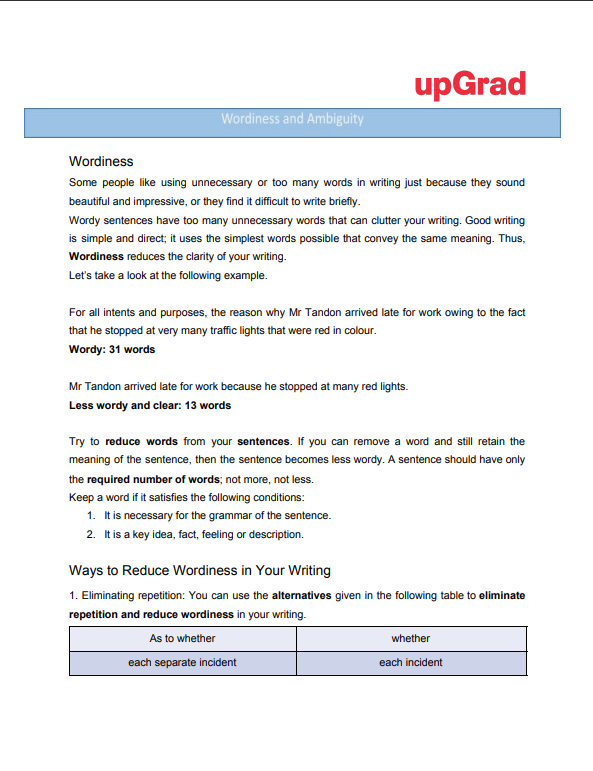 upGrad
Wordiness and Ambiguity
Wordiness
Some people like using unnecessary or too many words in writing just because they sound
beautiful and impressive, or they find it difficult to write briefly.
Wordy sentences have too many unnecessary words that can clutter your writing. Good writing
is simple and direct; it uses the simplest words possible that convey the same meaning. Thus,
Wordiness reduces the clarity of your writing.
Let's take a look at the following example.
For all intents and purposes, the reason why Mr Tandon arrived late for work owing to the fact
that he stopped at very many traffic lights that were red in colour.
Wordy: 31 words
Mr Tandon arrived late for work because he stopped at many red lights.
Less wordy and clear: 13 words
Try to reduce words from your sentences. If you can remove a word and still retain the
meaning of the sentence, then the sentence becomes less wordy. A sentence should have only
the required number of words; not more, not less.
Keep a word if it satisfies the following conditions:
1. It is necessary for the grammar of the sentence.
2. It is a key idea, fact, feeling or description.
Ways to Reduce Wordiness in Your Writing
1. Eliminating repetition: You can use the alternatives given in the following table to eliminate
repetition and reduce wordiness in your writing.
As to whether whether
each separate incident each incident